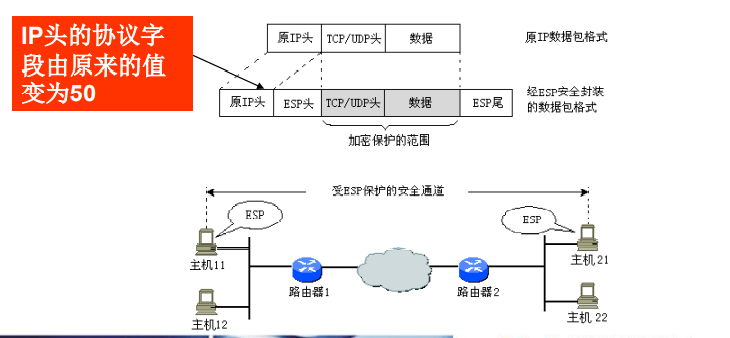 IP头的协议字
段由原来的值
变为50
原IP头 TCP/UDP头 数据
原IP数据包格式
原IP头 ESP头 TCP/UDP头 数据 ESP尾
经ESP安全封装
的数据包格式
加密保护的范围
受ESP保护的安全通道
ESP
ESP
主机11
主机21
路由器1
路由器2
主机12
主机 22